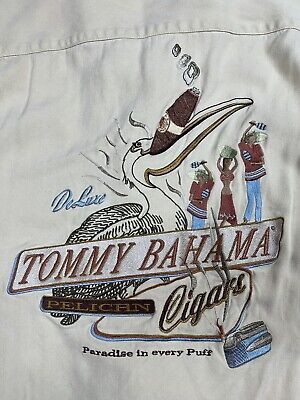 DeLuxe
TOMMY BAHAMA
PELICAN
Cigars
Paradise in every Puff